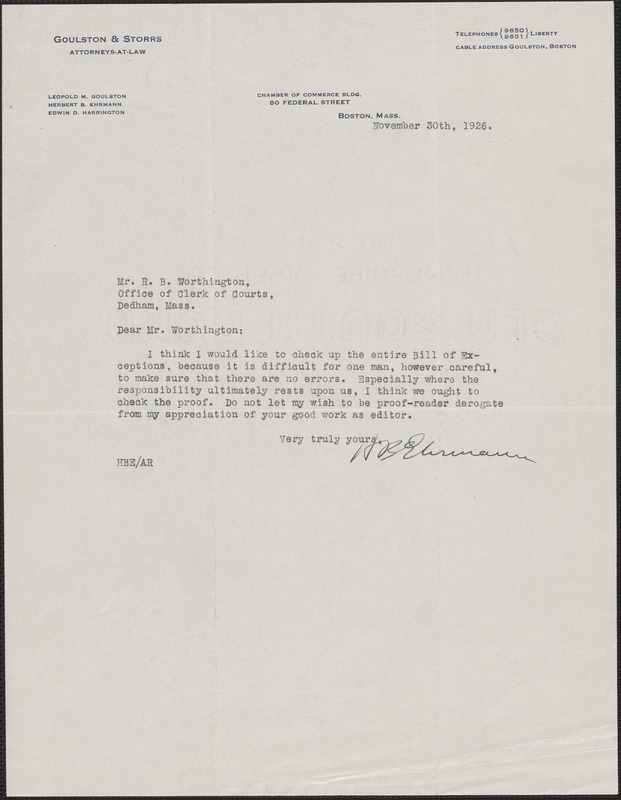 GOULSTON & STORRS
ATTORNEYS-AT-LAW
TELEPHONES {9650 9651} LIBERTY
CABLE ADDRESS GOULSTON, BOSTON
LEOPOLD M. GOULSTON
HERBERT B. EHRMANN
EDWIN D. HARRINGTON
CHAMBER OF COMMERCE BLDG.
80 FEDERAL STREET
BOSTON, MASS.
November 30th, 1926.
Mr. R. B. Worthington,
Office of Clerk of Courts,
Dedham, Mass.
Dear Mr. Worthington:
I think I would like to check up the entire Bill of Ex-
ceptions, because it is difficult for one man, however careful,
to make sure that there are no errors. Especially where the
responsibility ultimately rests upon us, I think we ought to
check the proof. Do not let my wish to be proof-reader derogate
from my appreciation of your good work as editor.
Very truly yours,
H B Ehrmann
HBE/AR